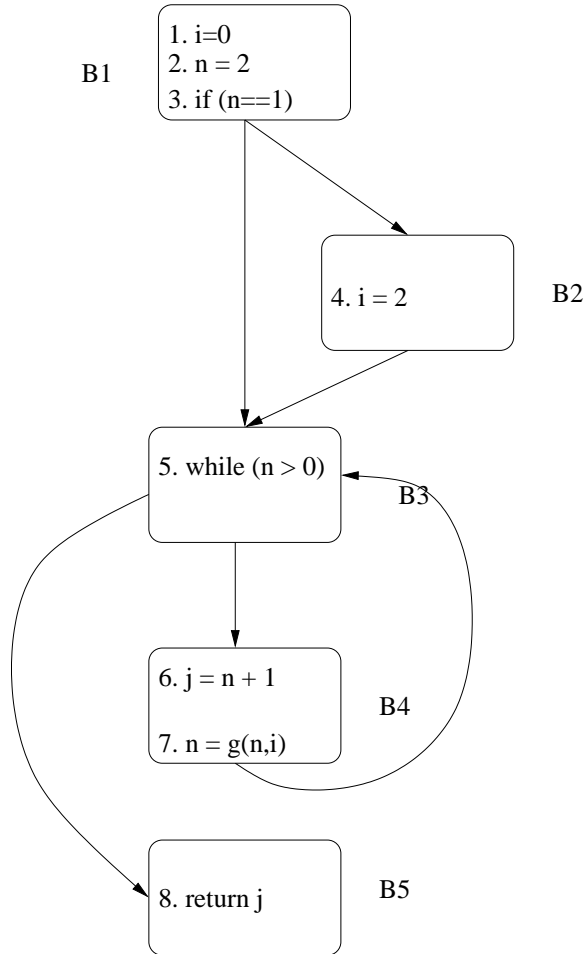 1. i=0
2. n = 2
3. if (n==1)
B1
4. i = 2
B2
5. while (n > 0)
B3
6. j = n + 1
7. n = g(n,i)
B4
8. return j
B5